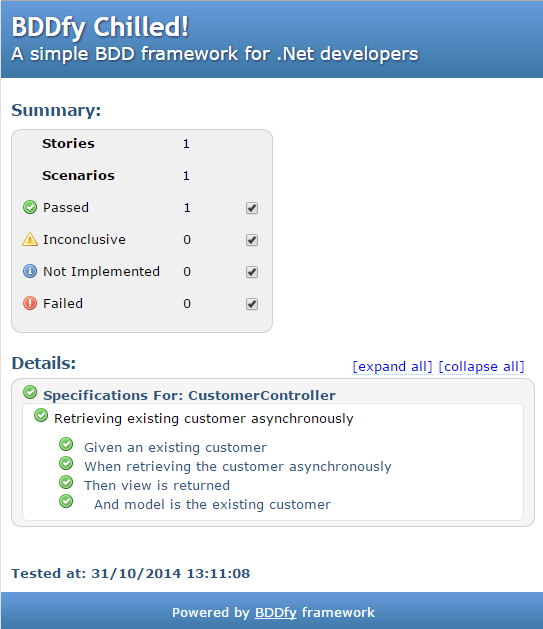 BDDfy Chilled!
A simple BDD framework for .Net developers
Summary:
Stories 1
Scenarios 1
Passed 1
Inconclusive 0
Not Implemented 0
Failed 0
Details:
[expand all] [collapse all]
Specifications For: CustomerController
Retrieving existing customer asynchronously
Given an existing customer
When retrieving the customer asynchronously
Then view is returned
And model is the existing customer
Tested at: 31/10/2014 13:11:08
Powered by BDDfy framework